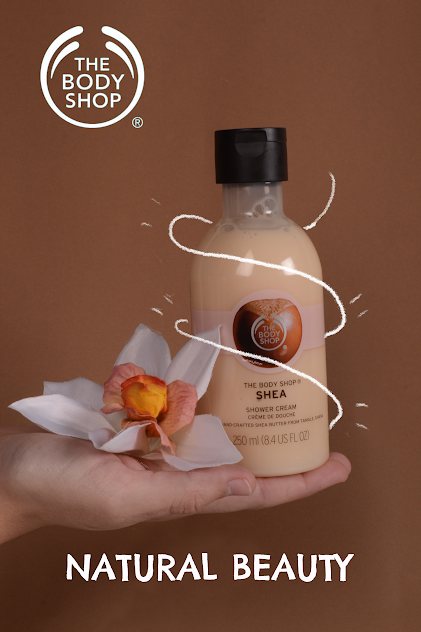 THE
BODY
SHOP
®
THE
BODY
SHOP
THE BODY SHOP®
SHEA
SHOWER CREAM
CRÈME DE DOUCHE
250 ml (8.4 US FL OZ)
NATURAL BEAUTY